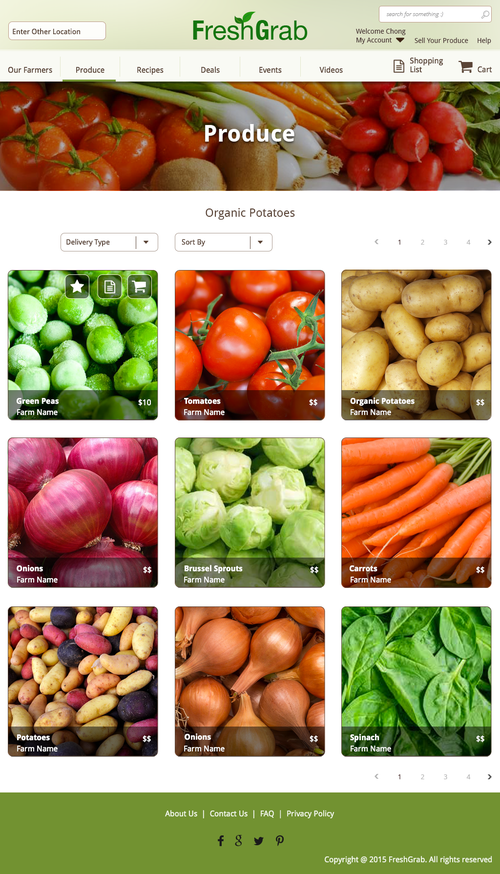 search for something :)
Enter Other Location
FreshGrab
Welcome Chong
My Account
Sell Your Produce
Help
Our Farmers
Produce
Recipes
Deals
Events
Videos
Shopping
List
Cart
Produce
Organic Potatoes
Delivery Type
Sort By
< 1 2 3 4 >
Green Peas
$10
Farm Name
Tomatoes
$$
Farm Name
Organic Potatoes
$$
Farm Name
Onions
$$
Farm Name
Brussel Sprouts
$$
Farm Name
Carrots
$$
Farm Name
Potatoes
$$
Farm Name
Onions
$$
Farm Name
Spinach
$$
Farm Name
< 1 2 3 4 >
About Us | Contact Us | FAQ | Privacy Policy
Copyright @ 2015 FreshGrab. All rights reserved